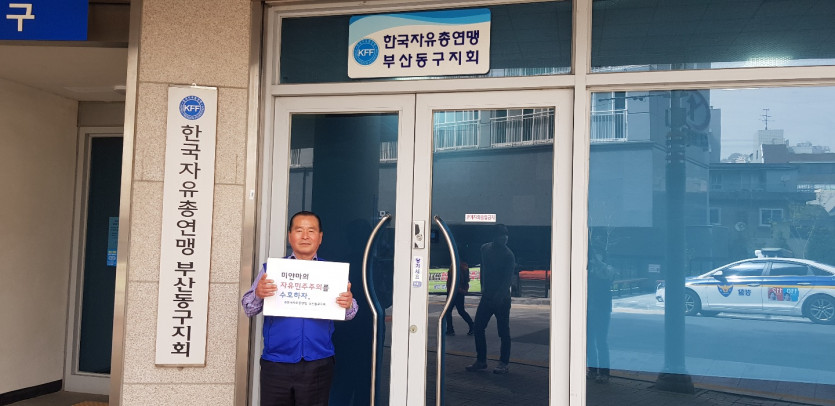 구
KFF
한국자유총연맹
부산동구지회
KFF
한국자유총연맹 부산동구지회
미얀마의
자유민주주의를
수호하자.